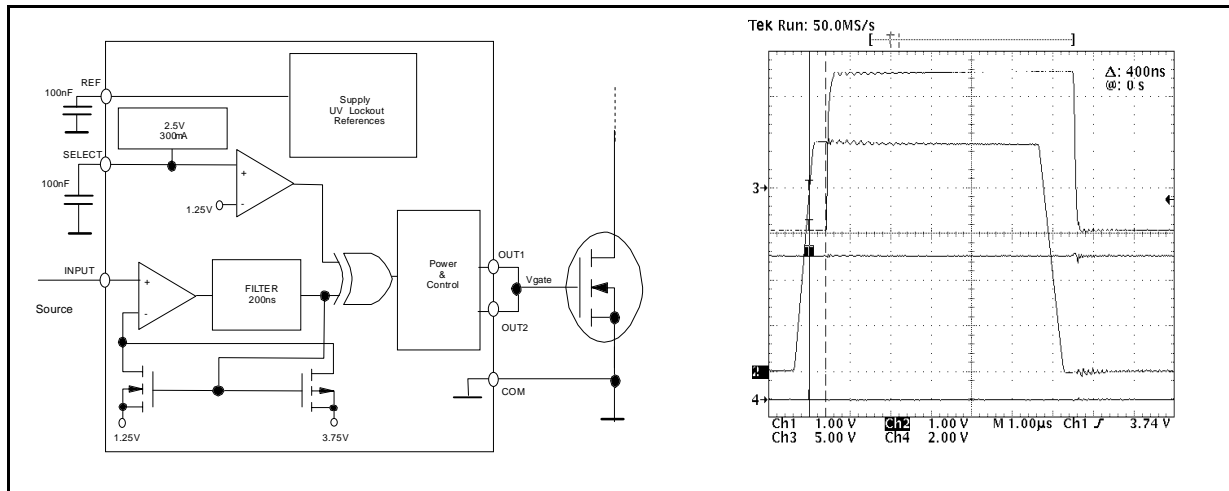 REF
100nF
Supply
UV Lockout
References
2.5V
300mA
SELECT
100nF
1.25V
+
-
INPUT
+
-
Source
FILTER
200ns
Power
&
Control
OUT1
Vgate
OUT2
COM
1.25V
3.75V
Tek Run: 50.0MS/s
[ T ]
Δ: 400ns
@: 0 s
3
T
4
Ch1 1.00 V Ch2 1.00 V M 1.00µs Ch1 3.74 V
Ch3 5.00 V Ch4 2.00 V